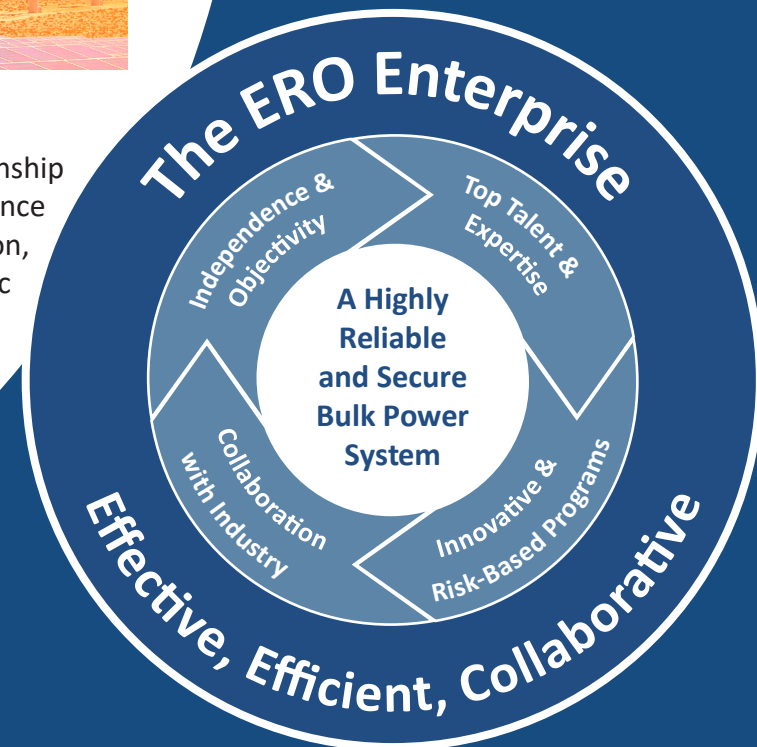 nship
ance
on,
c
The ERO Enterprise
Independence &
Objectivity
Top Talent &
Expertise
A Highly
Reliable
and Secure
Bulk Power
System
Collaboration
with Industry
Innovative &
Risk-Based Programs
Effective, Efficient, Collaborative